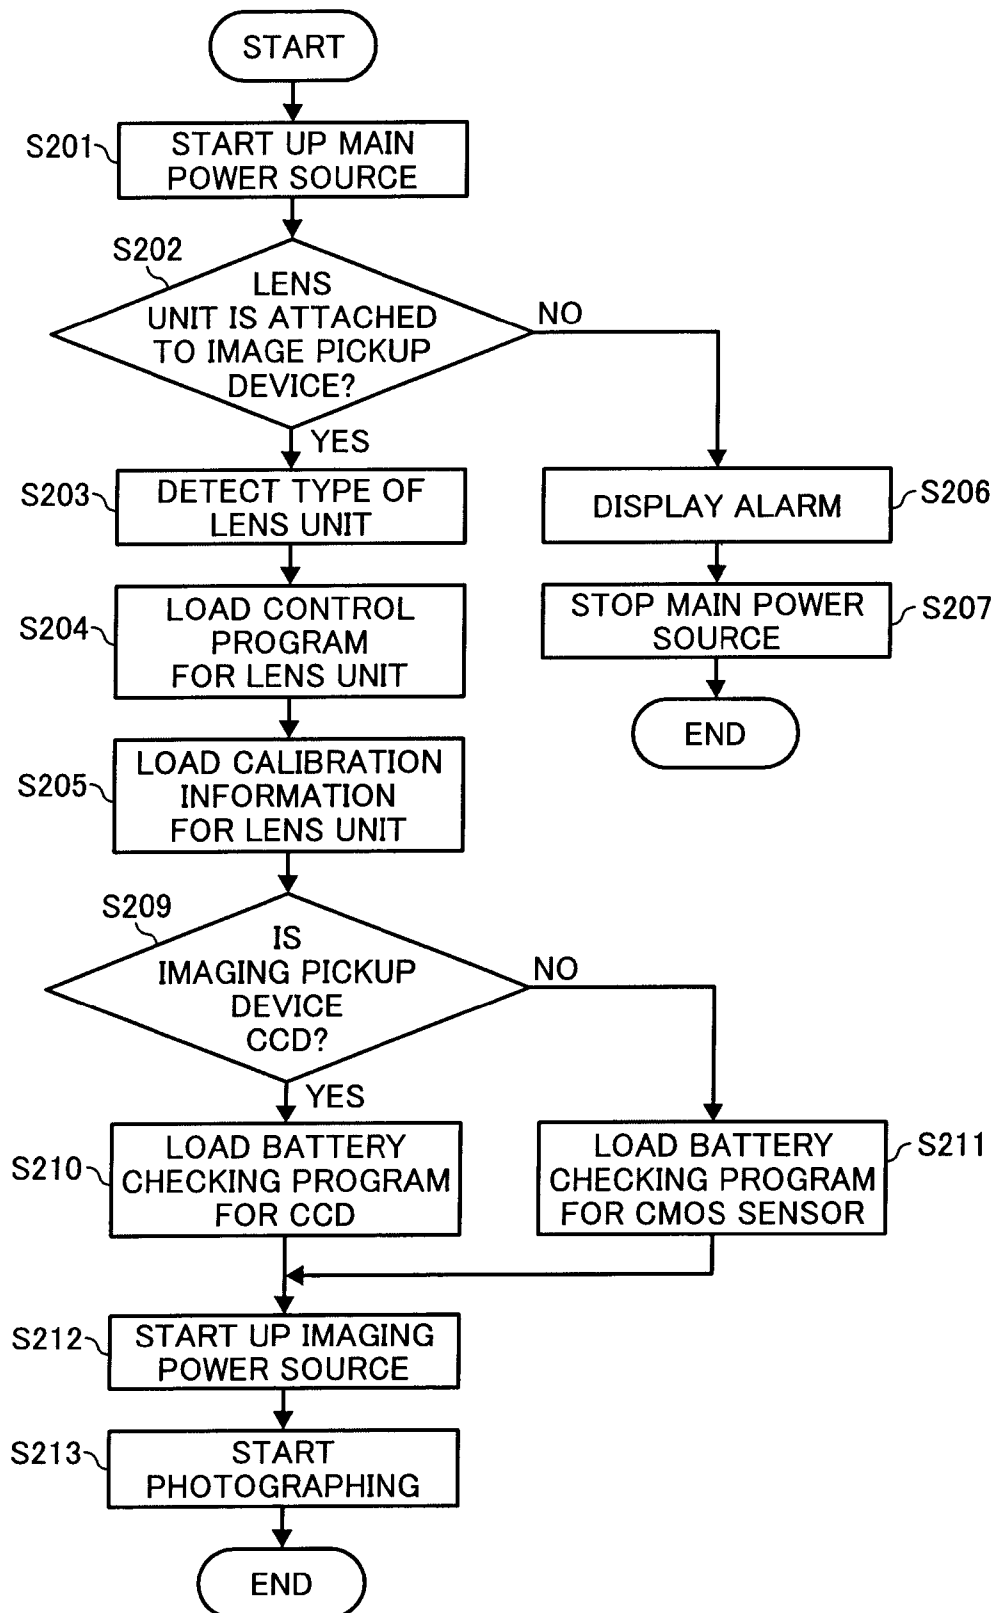 START
S201
START UP MAIN
POWER SOURCE
S202
LENS
UNIT IS ATTACHED
TO IMAGE PICKUP
DEVICE?
NO
YES
S203
DETECT TYPE OF
LENS UNIT
DISPLAY ALARM
S206
S204
LOAD CONTROL
PROGRAM
FOR LENS UNIT
STOP MAIN POWER
SOURCE
S207
END
S205
LOAD CALIBRATION
INFORMATION
FOR LENS UNIT
S209
IS
IMAGING PICKUP
DEVICE
CCD?
NO
YES
S210
LOAD BATTERY
CHECKING PROGRAM
FOR CCD
LOAD BATTERY
CHECKING PROGRAM
FOR CMOS SENSOR
S211
S212
START UP IMAGING
POWER SOURCE
S213
START
PHOTOGRAPHING
END